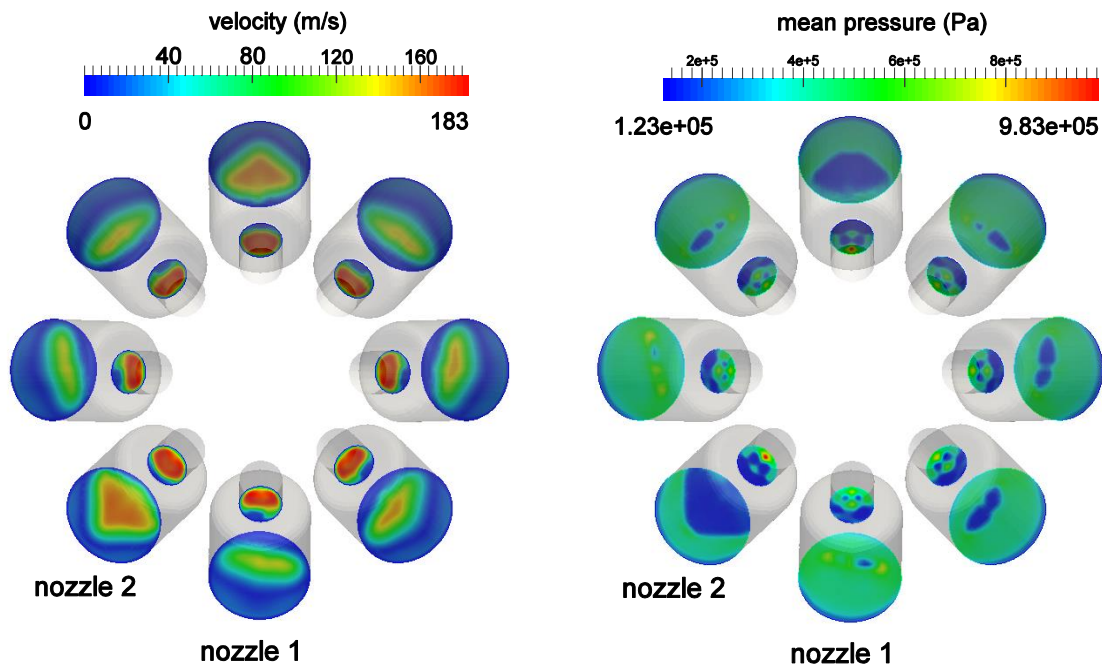 velocity (m/s)
40 80 120 160
0 183
nozzle 2
nozzle 1
mean pressure (Pa)
2e+5 4e+5 6e+5 8e+5
1.23e+05 9.83e+05
nozzle 2
nozzle 1